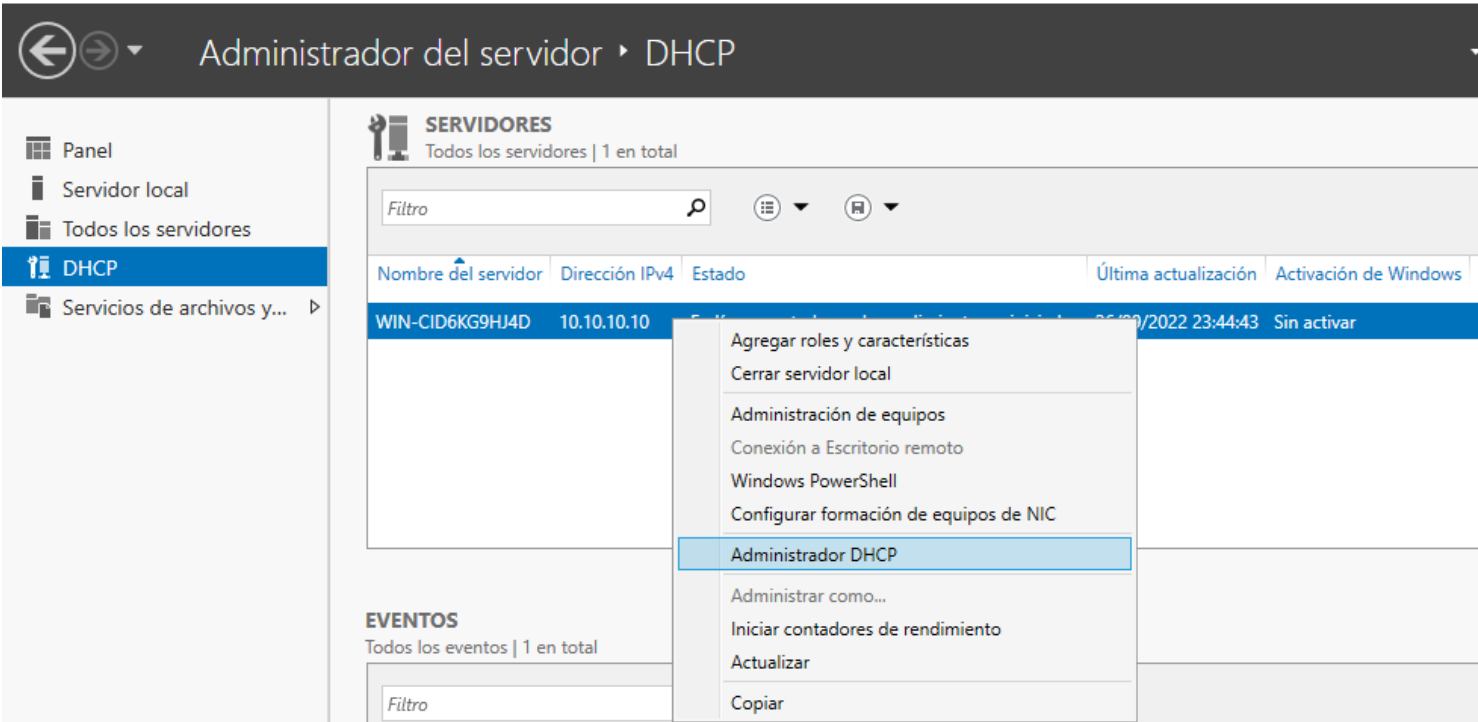 Administrador del servidor ‣ DHCP
Panel
Servidor local
Todos los servidores
DHCP
Servicios de archivos y...
SERVIDORES
Todos los servidores | 1 en total
Filtro
Nombre del servidor Dirección IPv4 Estado Última actualización Activación de Windows
WIN-CID6KG9HJ4D 10.10.10.10 /2022 23:44:43 Sin activar
Agregar roles y características
Cerrar servidor local
Administración de equipos
Conexión a Escritorio remoto
Windows PowerShell
Configurar formación de equipos de NIC
Administrador DHCP
Administrar como...
Iniciar contadores de rendimiento
Actualizar
Copiar
EVENTOS
Todos los eventos | 1 en total
Filtro